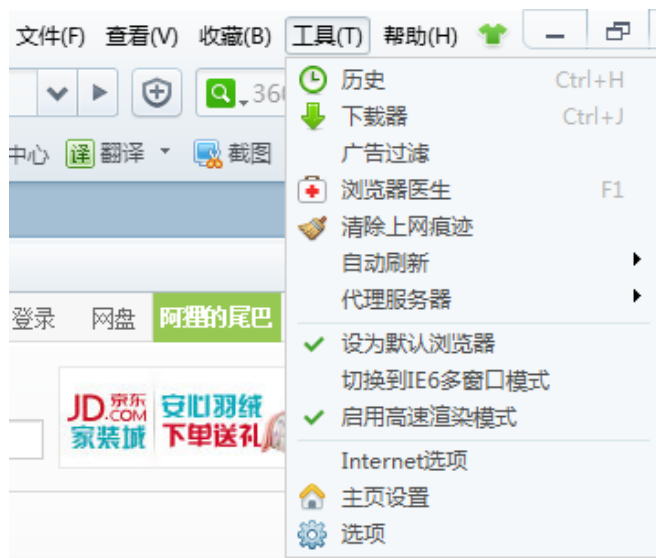 文件(F) 查看(V) 收藏(B) 工具(T) 帮助(H)
36
中心 译 翻译 截图
登录 网盘 阿狸的尾巴
JD.COM 京东
家装城
安心羽绒
下单送礼
历史 Ctrl+H
下载器 Ctrl+J
广告过滤
浏览器医生 F1
清除上网痕迹
自动刷新
代理服务器
设为默认浏览器
切换到IE6多窗口模式
启用高速渲染模式
Internet选项
主页设置
选项